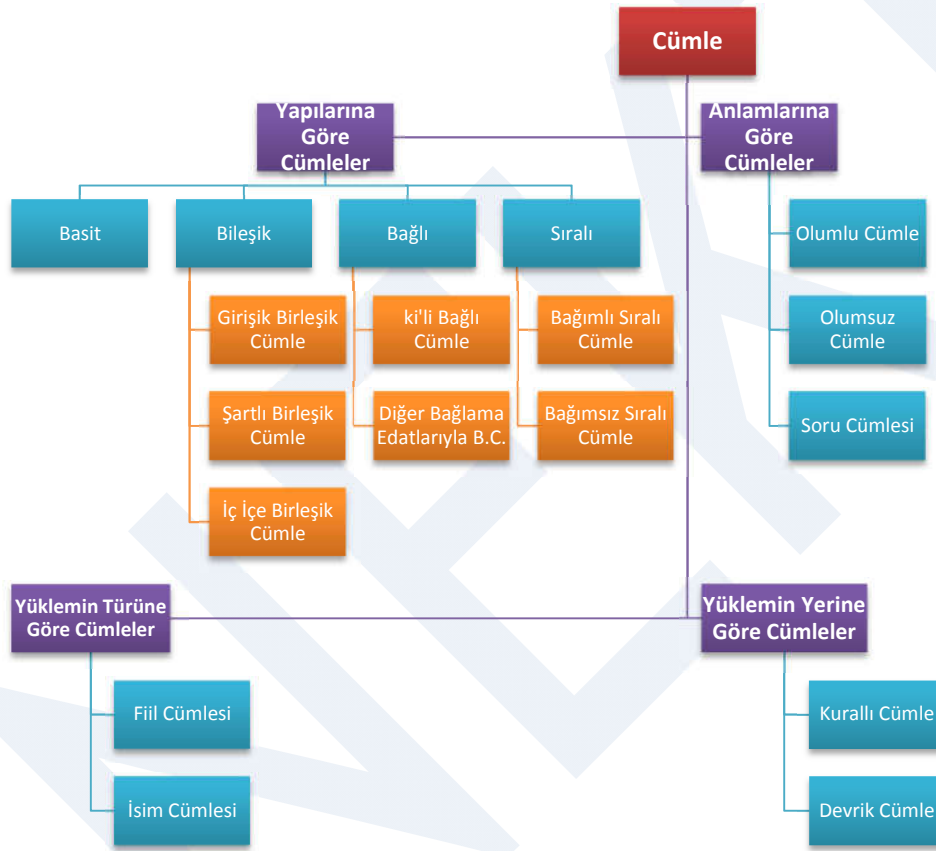 Cümle
Yapılarına
Göre
Cümleler
Anlamlarına
Göre
Cümleler
Basit
Bileşik
Bağlı
Sıralı
Olumlu Cümle
Girişik Birleşik
Cümle
ki'li Bağlı
Cümle
Bağımlı Sıralı
Cümle
Olumsuz
Cümle
Şartlı Birleşik
Cümle
Diğer Bağlama
Edatlarıyla B.C.
Bağımsız Sıralı
Cümle
Soru Cümlesi
İç İçe Birleşik
Cümle
Yüklemin Türüne
Göre Cümleler
Yüklemin Yerine
Göre Cümleler
Fiil Cümlesi
Kurallı Cümle
İsim Cümlesi
Devrik Cümle